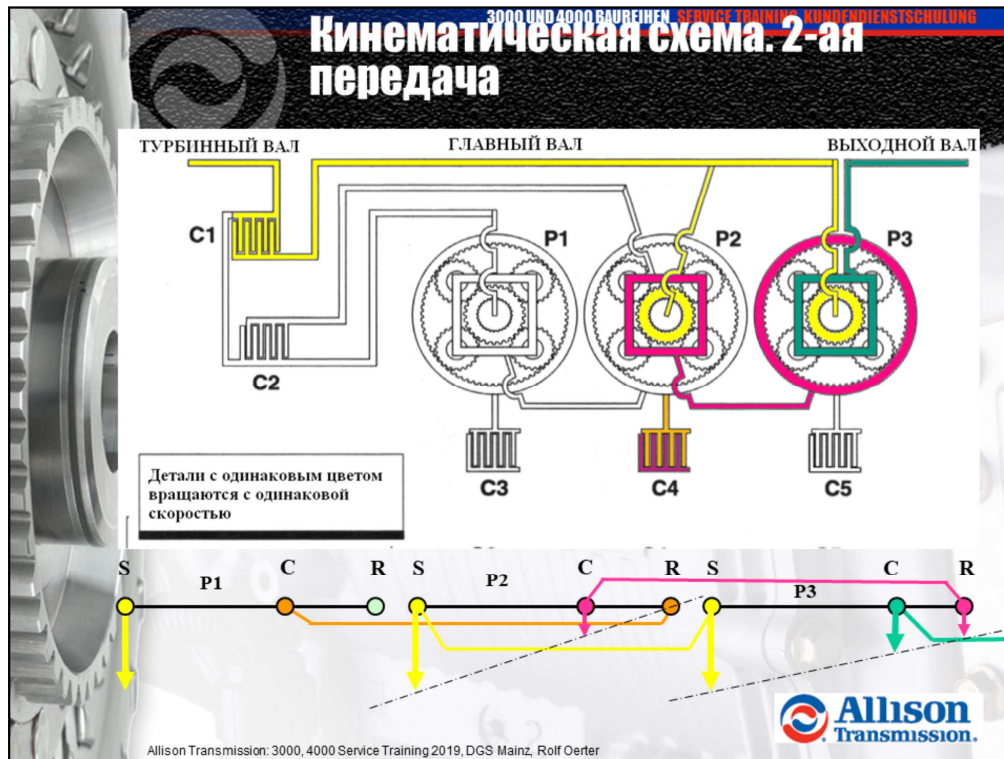 3000 UND 4000 BAUREIHEN SERVICE TRAINING KUNDENDIENSTSCHULUNG
Кинематическая схема. 2-ая
передача
ТУРБИННЫЙ ВАЛ ГЛАВНЫЙ ВАЛ ВЫХОДНОЙ ВАЛ
C1 P1 P2 P3
C2
C3 C4 C5
Детали с одинаковым цветом
вращаются с одинаковой
скоростью
S P1 C R S P2 C R S P3 C R
Allison
Transmission.
Allison Transmission: 3000, 4000 Service Training 2019, DGS Mainz, Rolf Oerter